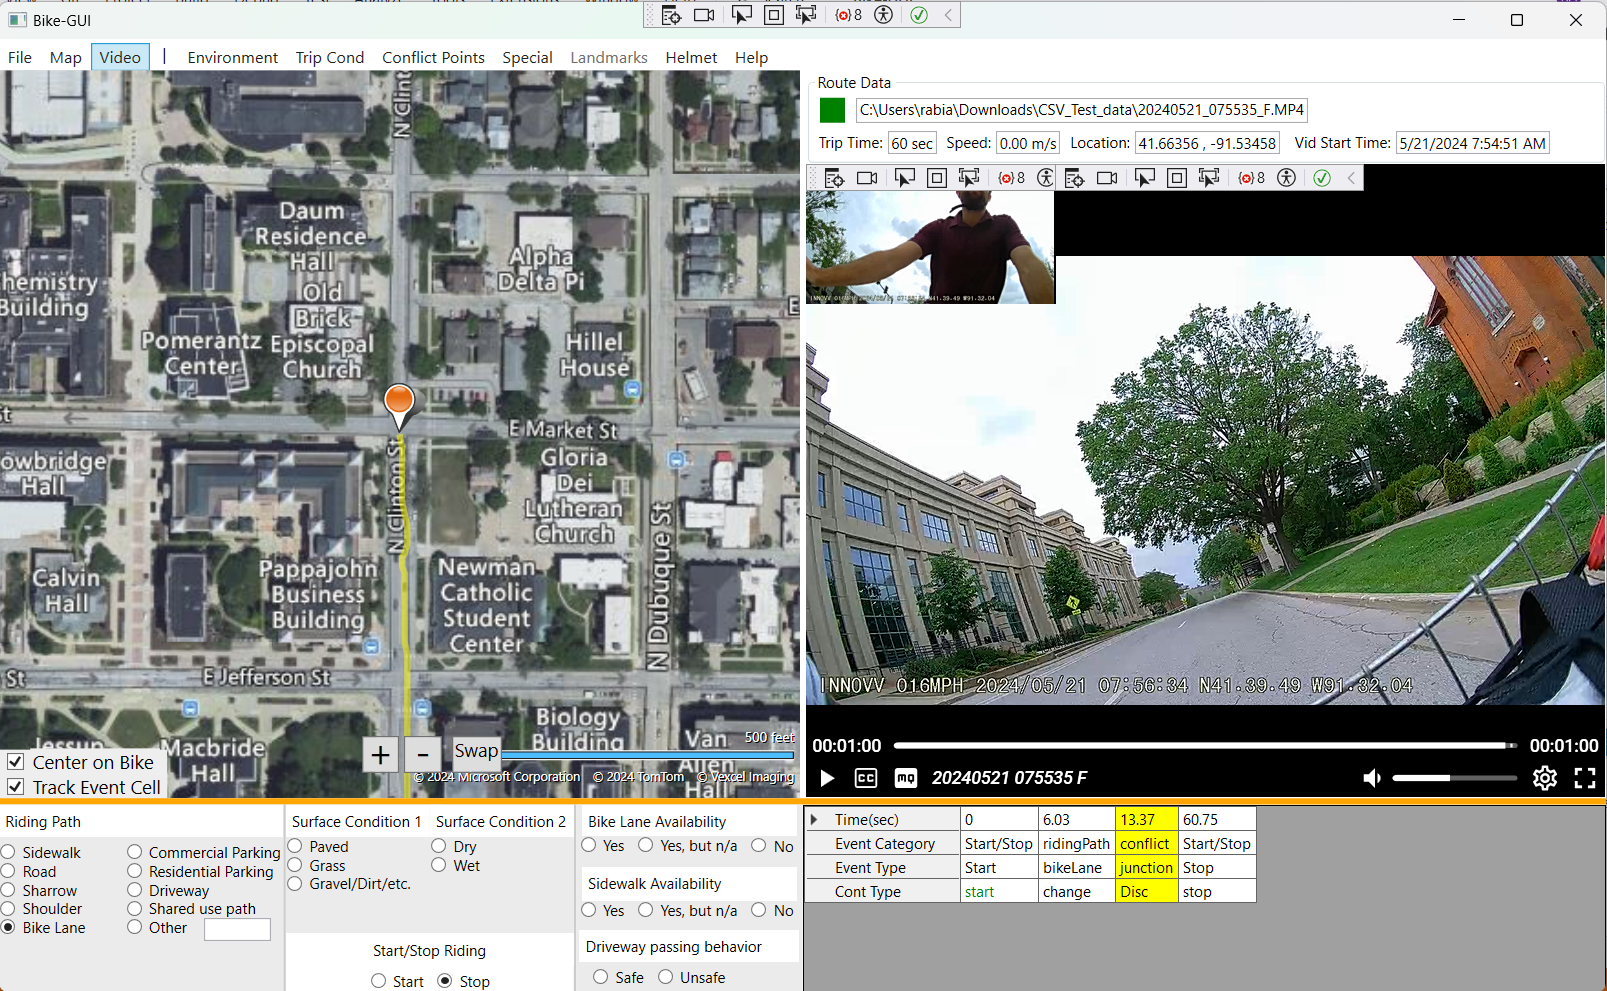 Bike-GUI
8
File Map Video | Environment Trip Cond Conflict Points Special Landmarks Helmet Help
Route Data
C:\Users\rabia\Downloads\CSV_Test_data\20240521_075535_F.MP4
Trip Time: 60 sec Speed: 0.00 m/s Location: 41.66356 , -91.53458 Vid Start Time: 5/21/2024 7:54:51 AM
8
8
N Clint
Daum
Residence
Hall
Alpha
Delta Pi
hemistry
Building
Old
Brick
Episcopal
Church
Pomerantz
Center
Hillel
House
E
St
E Market St
owbridge
Hall
N Clinton St
Gloria
Dei
Lutheran
Church
N Dubuque St
Calvin
Hall
Pappajohn
Business
Building
Newman
Catholic
Student
Center
St
E Jefferson St
Jessup
Macbride
Hall
Biology
Building
Van
Allen
Hall
500 feet
+ - Swap
© 2024 Microsoft Corporation © 2024 TomTom © Vexcel Imaging
Center on Bike
Track Event Cell
INNOVV 016MPH 2024/05/21 07:56:34 N41.39.49 W91.32.04
00:01:00
00:01:00
CC
MQ
20240521 075535 F
Riding Path
Sidewalk
Road
Sharrow
Shoulder
Bike Lane
Commercial Parking
Residential Parking
Driveway
Shared use path
Other
Surface Condition 1
Paved
Grass
Gravel/Dirt/etc.
Surface Condition 2
Dry
Wet
Start/Stop Riding
Start Stop
Bike Lane Availability
Yes Yes, but n/a No
Sidewalk Availability
Yes Yes, but n/a No
Driveway passing behavior
Safe Unsafe
Time(sec) 0 6.03 13.37 60.75
Event Category Start/Stop ridingPath conflict Start/Stop
Event Type Start bikeLane junction Stop
Cont Type start change Disc stop